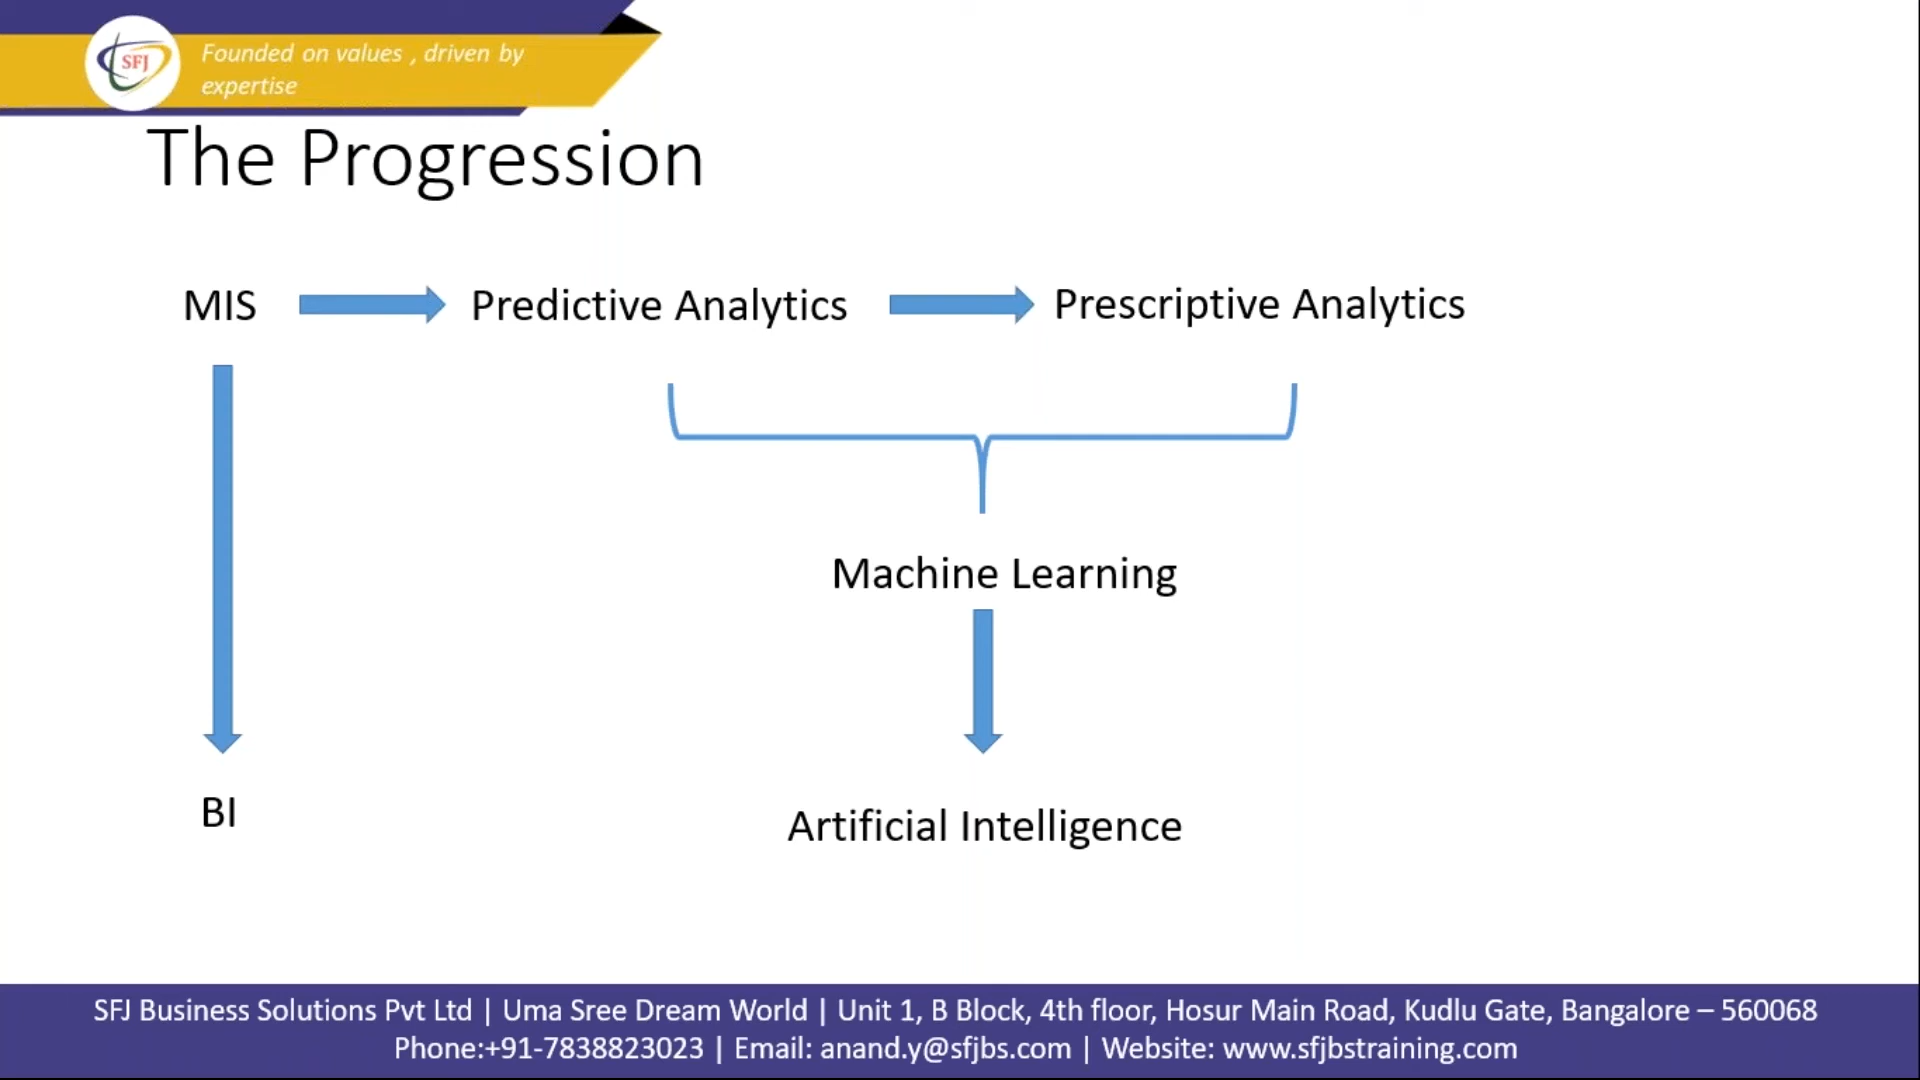 SFJ
Founded on values , driven by
expertise
The Progression
MIS
Predictive Analytics
Prescriptive Analytics
Machine Learning
BI
Artificial Intelligence
SFJ Business Solutions Pvt Ltd | Uma Sree Dream World | Unit 1, B Block, 4th floor, Hosur Main Road, Kudlu Gate, Bangalore – 560068
Phone:+91-7838823023 | Email: anand.y@sfjbs.com | Website: www.sfjbstraining.com